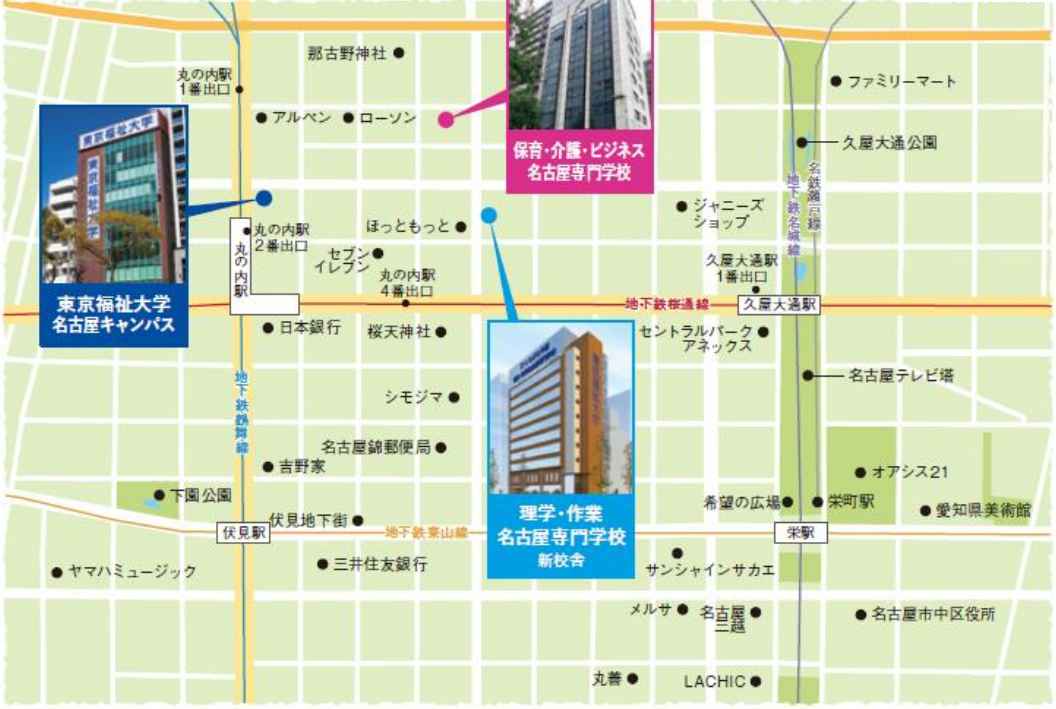 那古野神社
丸の内駅
1番出口
アルペン
ローソン
ファミリーマート
久屋大通公園
東京福祉大学
東京福祉大学
保育・介護・ビジネス
名古屋専門学校
名鉄瀬戸線
地下鉄名城線
ジャニーズ
ショップ
ほっともっと
丸の内駅
2番出口
セブン
イレブン
丸の内駅
丸の内駅
4番出口
久屋大通駅
1番出口
東京福祉大学
名古屋キャンパス
地下鉄桜通線
久屋大通駅
日本銀行
桜天神社
セントラルパーク
アネックス
名古屋テレビ塔
地下鉄鶴舞線
シモジマ
名古屋錦郵便局
吉野家
オアシス21
下園公園
希望の広場
栄町駅
愛知県美術館
伏見地下街
理学・作業
名古屋専門学校
新校舎
伏見駅
地下鉄東山線
栄駅
ヤマハミュージック
三井住友銀行
サンシャインサカエ
メルサ
名古屋
三越
名古屋市中区役所
丸善
LACHIC